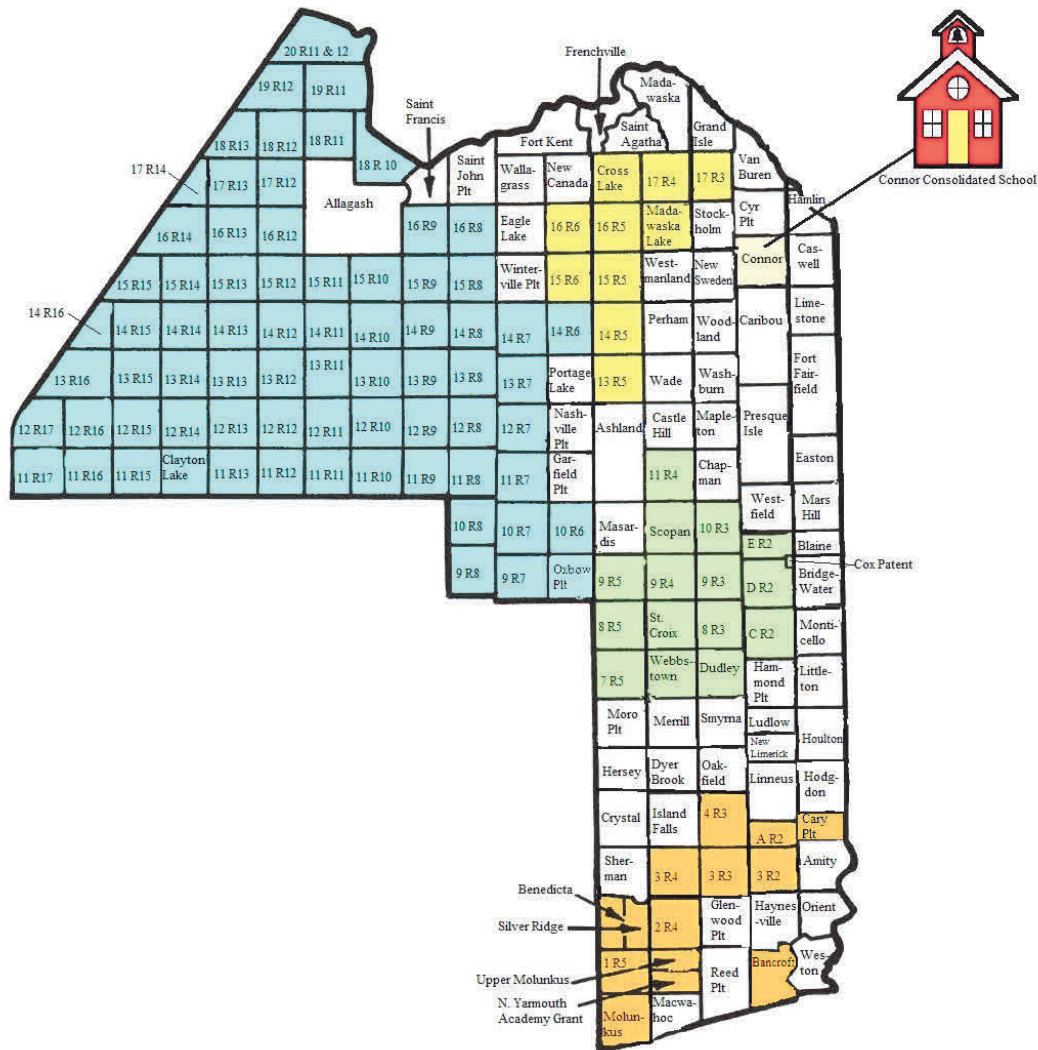 20 R11 & 12
Frenchville
Mada-
waska
19 R12
19 R11
Saint
Francis
Saint
Agatha
Grand
Isle
Fort Kent
18 R13
18 R12
18 R11
18 R 10
Connor Consolidated School
17 R14
17 R13
17 R12
Allagash
Saint
John
Plt
Walla-
grass
New
Canada
Cross
Lake
17 R4
17 R3
Van
Buren
Hamlin
16 R14
16 R13
16 R12
16 R9
16 R8
Eagle
Lake
16 R6
16 R5
Mada-
waska
Lake
Stock-
holm
Cyr
Plt
Connor
Cas-
well
15 R15
15 R14
15 R13
15 R12
15 R11
15 R10
15 R9
15 R8
Winter-
ville Plt
15 R6
15 R5
West-
manland
New
Sweden
14 R16
14 R15
14 R14
14 R13
14 R12
14 R11
14 R10
14 R9
14 R8
14 R7
14 R6
14 R5
Perham
Wood-
land
Caribou
Lime-
stone
13 R16
13 R15
13 R14
13 R13
13 R12
13 R11
13 R10
13 R9
13 R8
13 R7
Portage
Lake
13 R5
Wade
Wash-
burn
Fort
Fair-
field
12 R17
12 R16
12 R15
12 R14
12 R13
12 R12
12 R11
12 R10
12 R9
12 R8
12 R7
Nash-
ville
Plt
Ashland
Castle
Hill
Maple-
ton
Presque
Isle
11 R17
11 R16
11 R15
Clayton
Lake
11 R13
11 R12
11 R11
11 R10
11 R9
11 R8
11 R7
Gar-
field
Plt
11 R4
Chap-
man
Easton
West-
field
Mars
Hill
10 R8
10 R7
10 R6
Masar-
dis
Scopan
10 R3
E R2
Blaine
Cox Patent
9 R8
9 R7
Oxbow
Plt
9 R5
9 R4
9 R3
D R2
Bridge-
Water
8 R5
St.
Croix
8 R3
C R2
Monti-
cello
7 R5
Webbs-
town
Dudley
Ham-
mond
Plt
Little-
ton
Moro
Plt
Merrill
Smyrna
Ludlow
New
Limerick
Houlton
Hersey
Dyer
Brook
Oak-
field
Linneus
Hodg-
don
Crystal
Island
Falls
4 R3
A R2
Cary
Plt
Sher-
man
3 R4
3 R3
3 R2
Amity
Benedicta
Silver Ridge
2 R4
Glen-
wood
Plt
Haynes
-ville
Orient
1 R5
Upper Molunkus
N. Yarmouth
Academy Grant
Reed
Plt
Bancroft
Wes-
ton
Molun-
kus
Macwa-
hoc